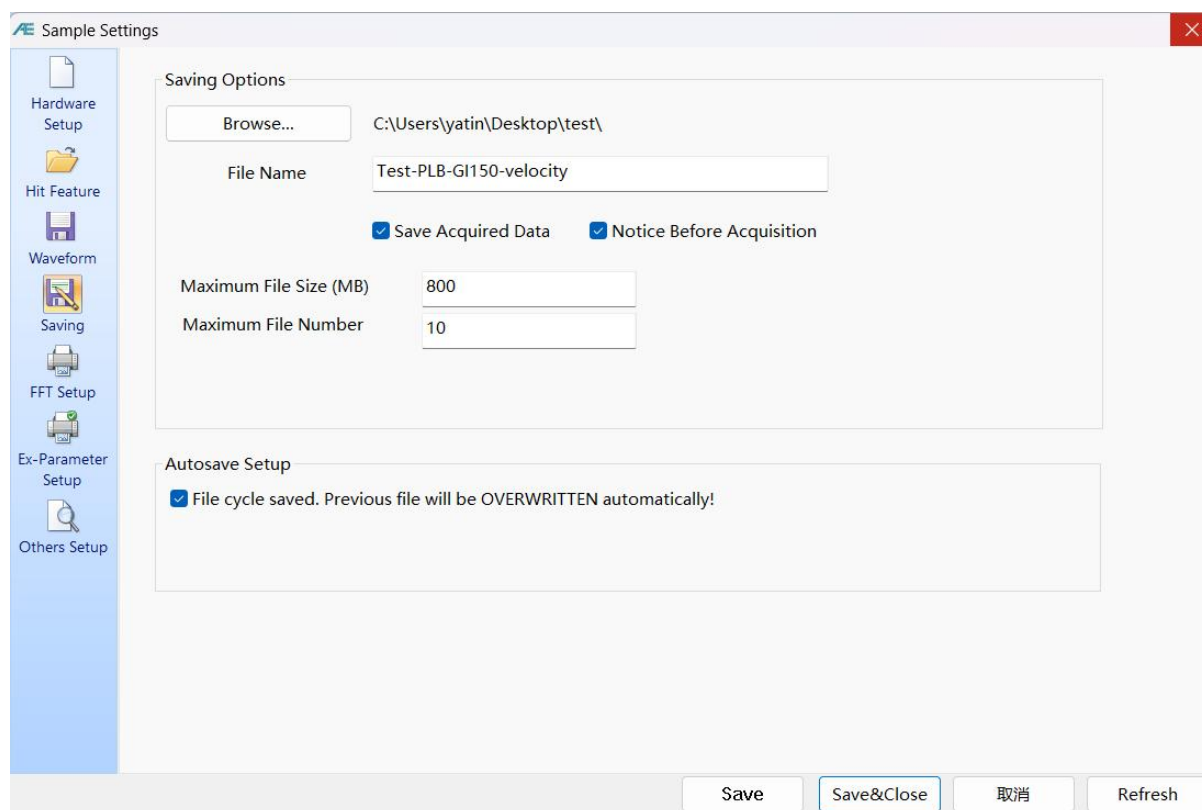 Æ Sample Settings
Hardware
Setup
Hit Feature
Waveform
Saving
FFT Setup
Ex-Parameter
Setup
Others Setup
Saving Options
Browse... C:\Users\yatin\Desktop\test\
File Name Test-PLB-GI150-velocity
Save Acquired Data Notice Before Acquisition
Maximum File Size (MB) 800
Maximum File Number 10
Autosave Setup
File cycle saved. Previous file will be OVERWRITTEN automatically!
Save Save&Close 取消 Refresh